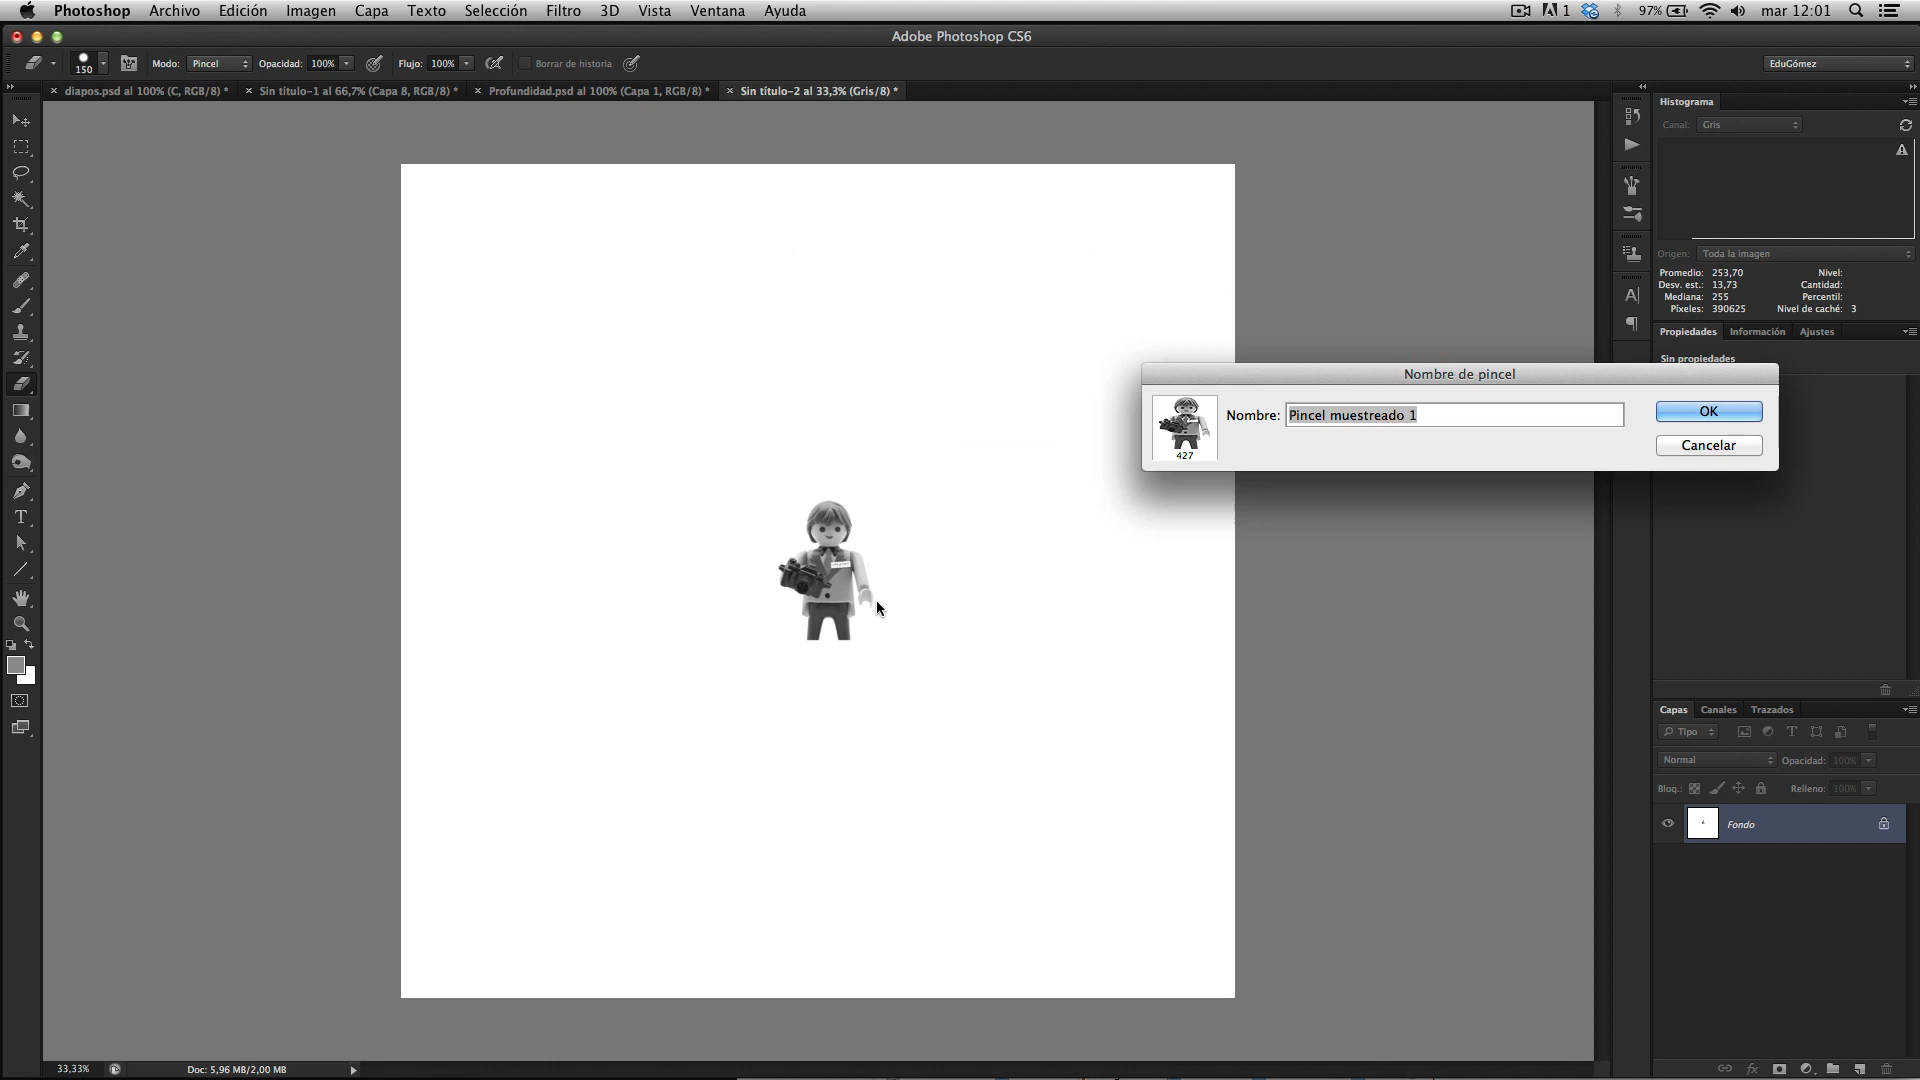 Photoshop Archivo Edición Imagen Capa Texto Selección Filtro 3D Vista Ventana Ayuda 1 97% mar 12:01
Adobe Photoshop CS6
150 Modo: Pincel Opacidad: 100% Flujo: 100% Borrar de historia EduGómez
diapos.psd al 100% (C, RGB/8) * Sin título-1 al 66,7% (Capa 8, RGB/8) * Profundidad.psd al 100% (Capa 1, RGB/8) * Sin título-2 al 33,3% (Gris/8) *
Histograma
Canal: Gris
Origen: Toda la imagen
Promedio: 253,70 Nivel:
Desv. est.: 13,73 Cantidad:
Mediana: 255 Percentil:
Píxeles: 390625 Nivel de caché: 3
Propiedades Información Ajustes
Sin propiedades
Nombre de pincel
Nombre: Pincel muestreado 1 OK
Cancelar
427
Capas Canales Trazados
Tipo
Normal Opacidad: 100%
Bloq.: Relleno: 100%
Fondo
33,33% Doc: 5,96 MB/2,00 MB